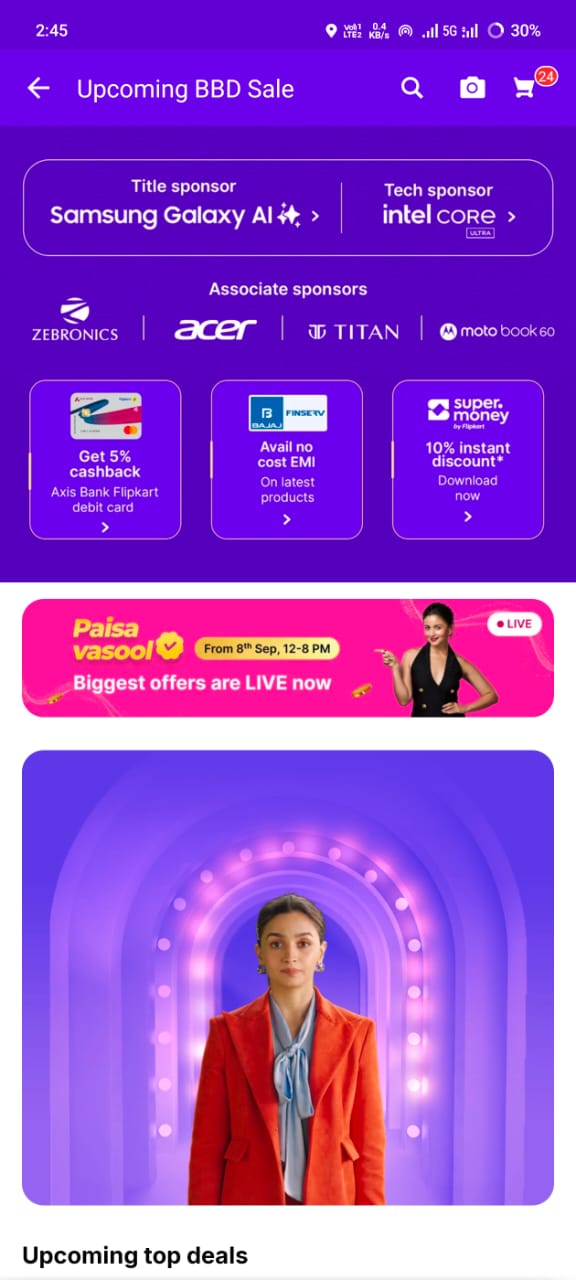 2:45
Vo))1 LTE2 0.4 KB/s 5G 30%
Upcoming BBD Sale 24
Title sponsor
Samsung Galaxy AI
Tech sponsor
intel CORE
ULTRA
Associate sponsors
ZEBRONICS
acer
TITAN
moto book 60
Get 5%
cashback
Axis Bank Flipkart
debit card
BAJAJ FINSERV
Avail no
cost EMI
On latest
products
super.
money
by Flipkart
10% instant
discount*
Download
now
Paisa
vasool
From 8th Sep, 12-8 PM
LIVE
Biggest offers are LIVE now
Upcoming top deals